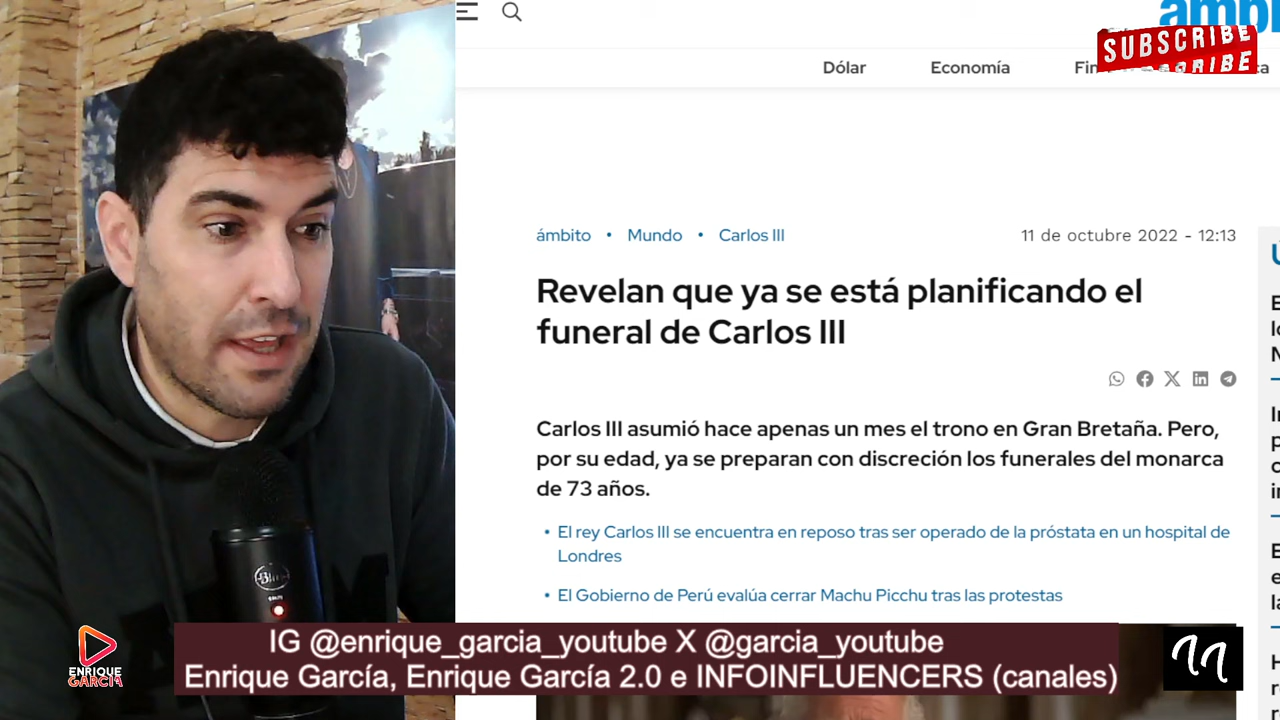 ámbi
SUBSCRIBE
Dólar
Economía
Fin
ámbito • Mundo • Carlos III
11 de octubre 2022 - 12:13
Revelan que ya se está planificando el
funeral de Carlos III
Carlos III asumió hace apenas un mes el trono en Gran Bretaña. Pero,
por su edad, ya se preparan con discreción los funerales del monarca
de 73 años.
• El rey Carlos III se encuentra en reposo tras ser operado de la próstata en un hospital de
Londres
• El Gobierno de Perú evalúa cerrar Machu Picchu tras las protestas
Blue
IG @enrique_garcia_youtube X @garcia_youtube
Enrique García, Enrique García 2.0 e INFOINFLUENCERS (canales)
ENRIQUE
GARCÍA